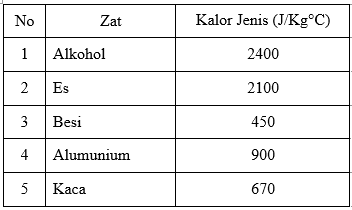 No Zat Kalor Jenis (J/Kg°C)
1 Alkohol 2400
2 Es 2100
3 Besi 450
4 Alumunium 900
5 Kaca 670